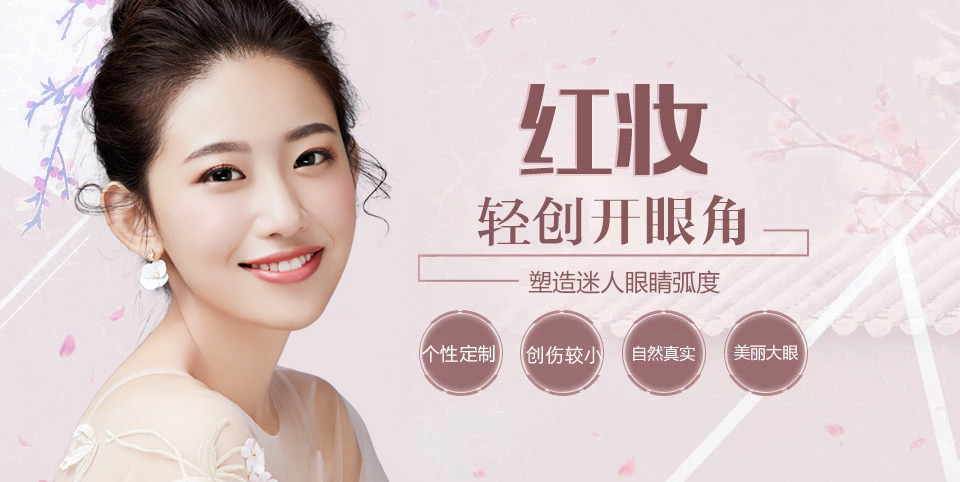 红妆
轻创开眼角
塑造迷人眼睛弧度
个性定制
创伤较小
自然真实
美丽大眼